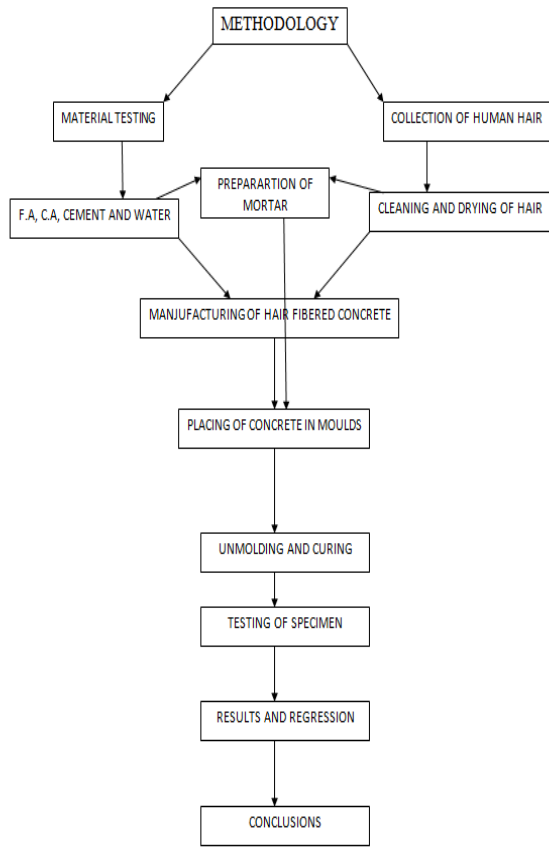 METHODOLOGY
MATERIAL TESTING
COLLECTION OF HUMAN HAIR
PREPARARTION OF
MORTAR
F.A, C.A, CEMENT AND WATER
CLEANING AND DRYING OF HAIR
MANJUFACTURING OF HAIR FIBERED CONCRETE
PLACING OF CONCRETE IN MOULDS
UNMOLDING AND CURING
TESTING OF SPECIMEN
RESULTS AND REGRESSION
CONCLUSIONS